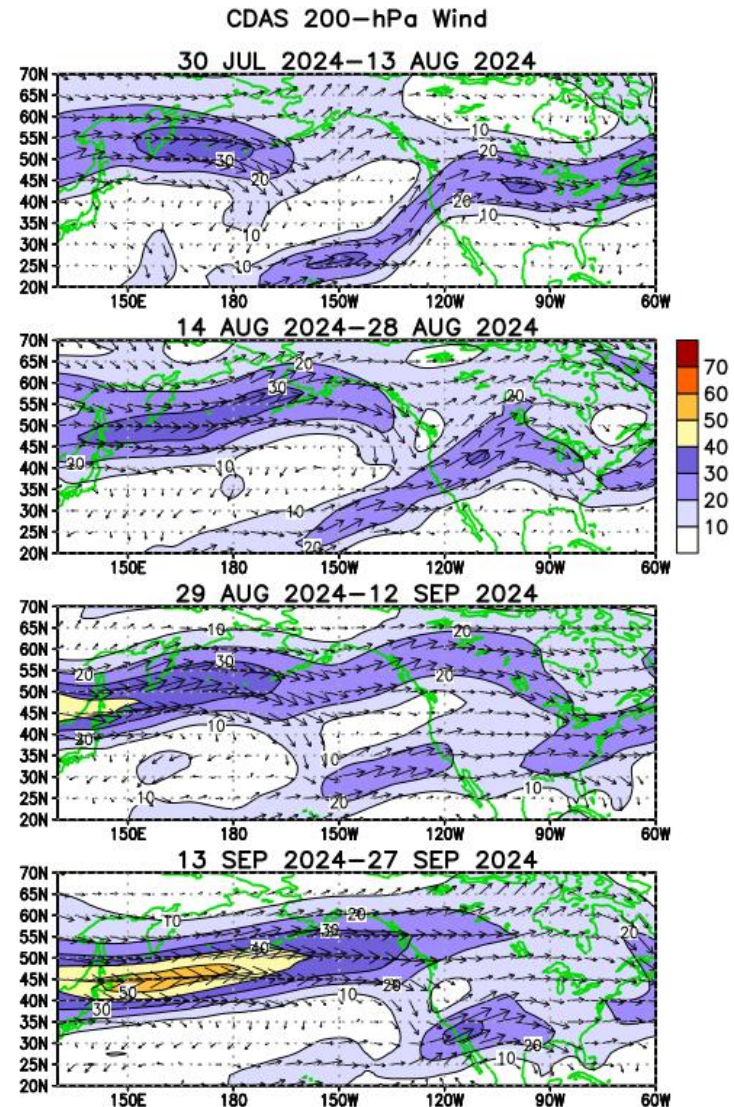 CDAS 200-hPa Wind
30 JUL 2024-13 AUG 2024
70N
65N
60N
55N
50N
45N
40N
35N
30N
25N
20N
10
20
30
20
20
10
10
10
150E 180 150W 120W 90W 60W
14 AUG 2024-28 AUG 2024
70N
65N
60N
55N
50N
45N
40N
35N
30N
25N
20N
20
30
20
20
10
10
20
150E 180 150W 120W 90W 60W
70
60
50
40
30
20
10
29 AUG 2024-12 SEP 2024
70N
65N
60N
55N
50N
45N
40N
35N
30N
25N
20N
10
20
20
30
10
10
10
20
10
150E 180 150W 120W 90W 60W
13 SEP 2024-27 SEP 2024
70N
65N
60N
55N
50N
45N
40N
35N
30N
25N
20N
10
20
30
20
40
20
50
10
30
20
10
150E 180 150W 120W 90W 60W